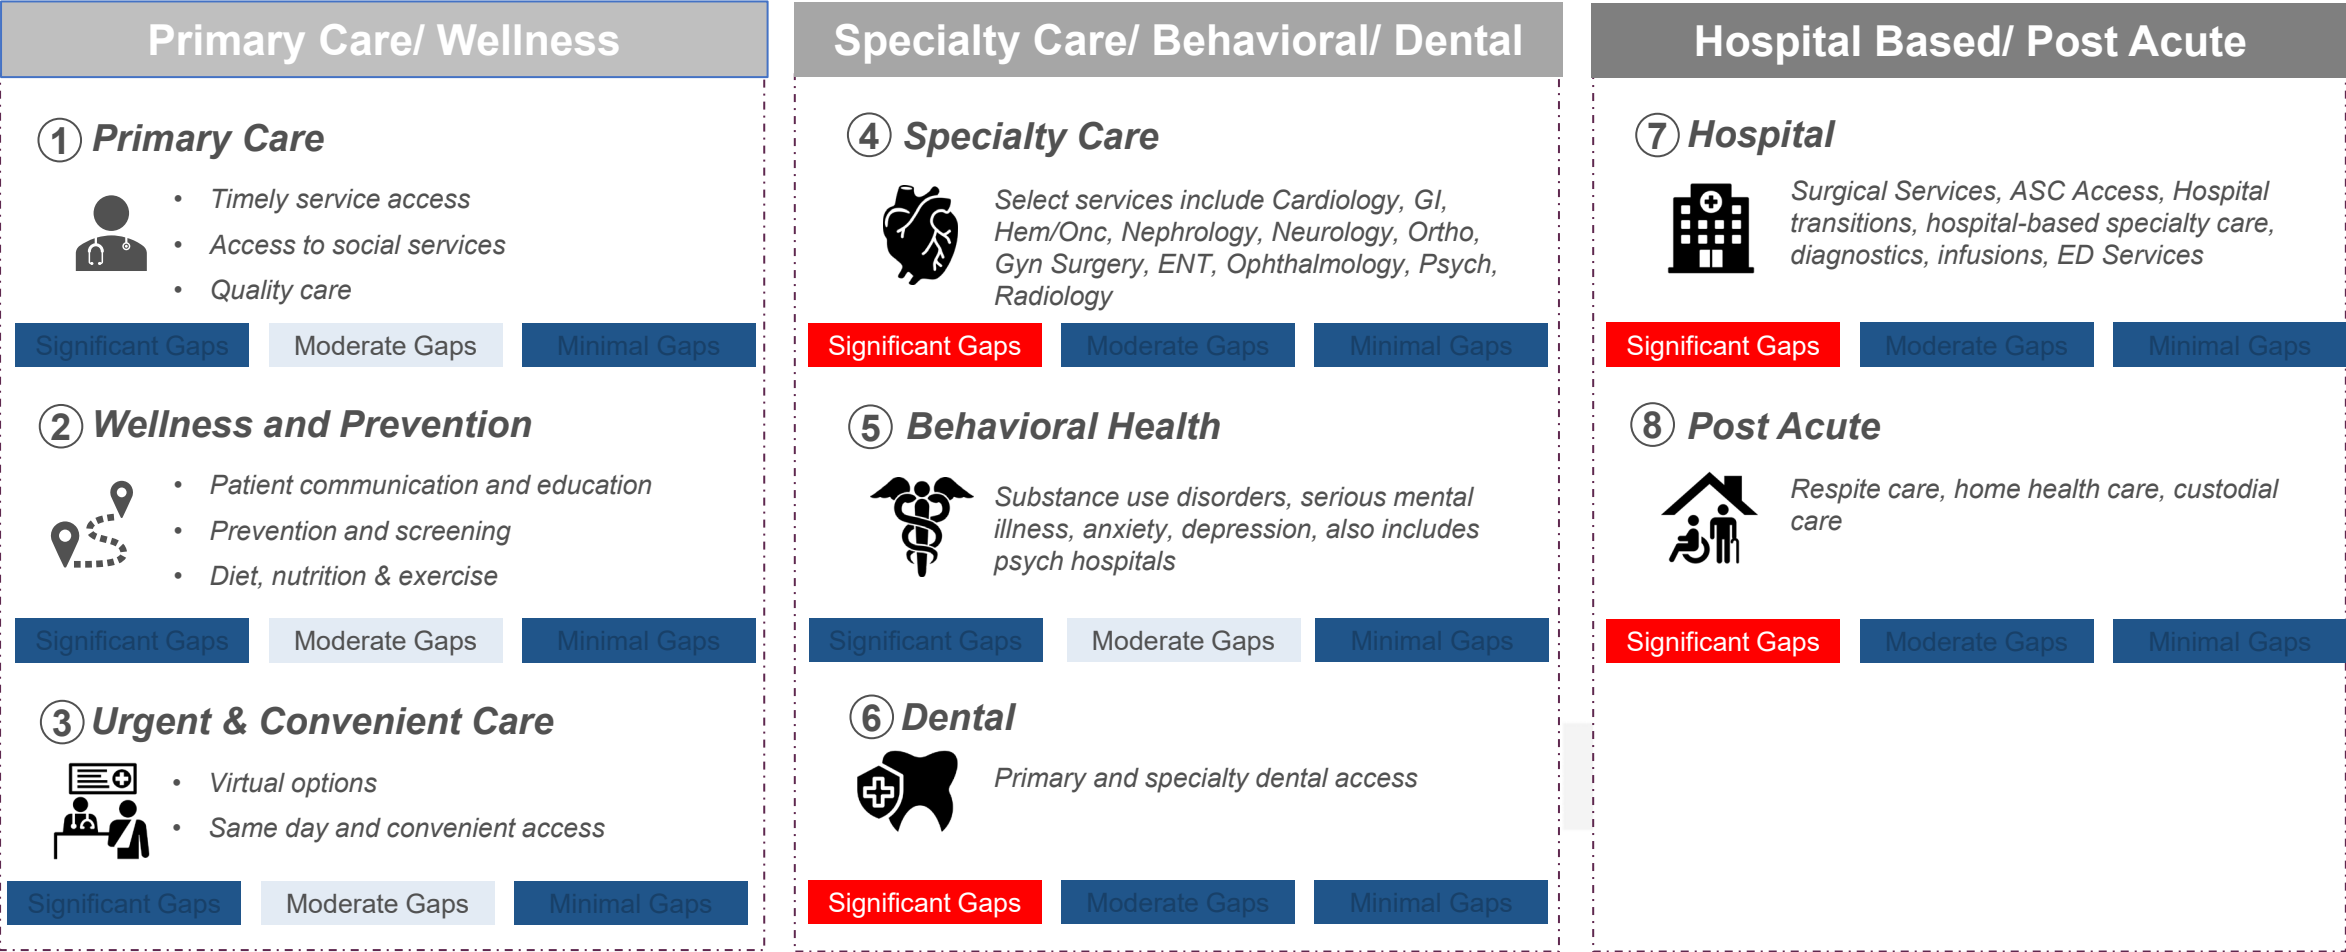 Primary Care/ Wellness
1 Primary Care
• Timely service access
• Access to social services
• Quality care
Significant Gaps Moderate Gaps Minimal Gaps
2 Wellness and Prevention
• Patient communication and education
• Prevention and screening
• Diet, nutrition & exercise
Significant Gaps Moderate Gaps Minimal Gaps
3 Urgent & Convenient Care
• Virtual options
• Same day and convenient access
Significant Gaps Moderate Gaps Minimal Gaps
Specialty Care/ Behavioral/ Dental
4 Specialty Care
Select services include Cardiology, GI,
Hem/Onc, Nephrology, Neurology, Ortho,
Gyn Surgery, ENT, Ophthalmology, Psych,
Radiology
Significant Gaps Moderate Gaps Minimal Gaps
5 Behavioral Health
Substance use disorders, serious mental
illness, anxiety, depression, also includes
psych hospitals
Significant Gaps Moderate Gaps Minimal Gaps
6 Dental
Primary and specialty dental access
Significant Gaps Moderate Gaps Minimal Gaps
Hospital Based/ Post Acute
7 Hospital
Surgical Services, ASC Access, Hospital
transitions, hospital-based specialty care,
diagnostics, infusions, ED Services
Significant Gaps Moderate Gaps Minimal Gaps
8 Post Acute
Respite care, home health care, custodial
care
Significant Gaps Moderate Gaps Minimal Gaps